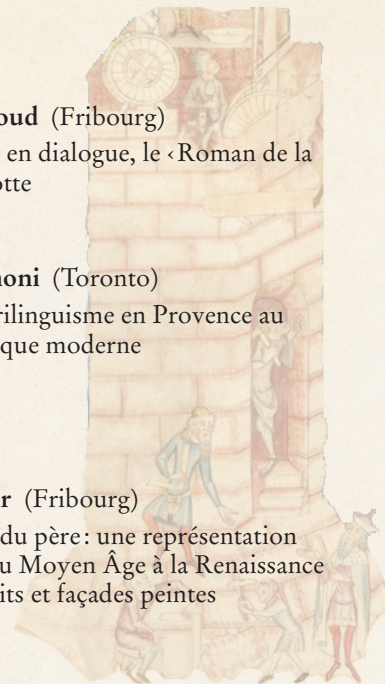 oud (Fribourg)
en dialogue, le ‹Roman de la
otte
noni (Toronto)
rilinguisme en Provence au
que moderne
r (Fribourg)
du père : une représentation
u Moyen Âge à la Renaissance
its et façades peintes